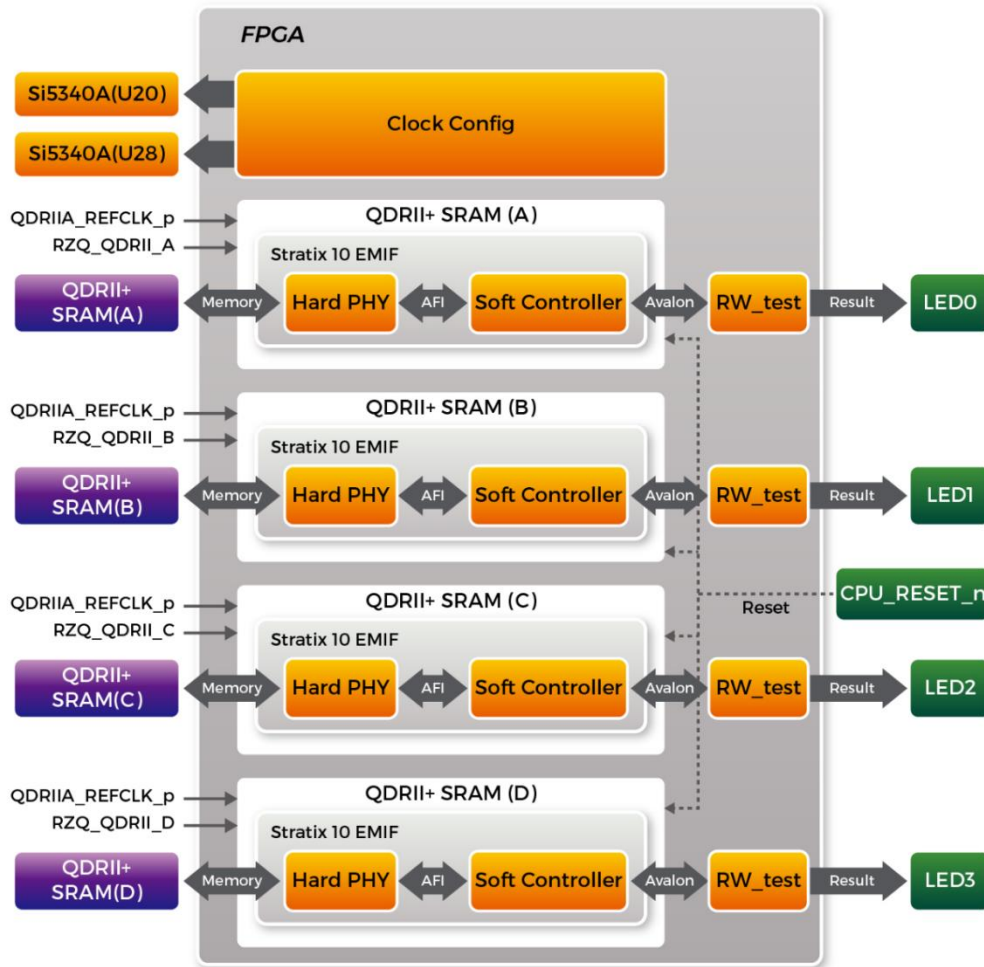 FPGA
Si5340A(U20)
Clock Config
Si5340A(U28)
QDRIIA_REFCLK_p
RZQ_QDRII_A
QDRII+ SRAM (A)
Stratix 10 EMIF
QDRII+
SRAM(A)
Memory
Hard PHY
AFI
Soft Controller
Avalon
RW_test
Result
LED0
QDRIIA_REFCLK_p
RZQ_QDRII_B
QDRII+ SRAM (B)
Stratix 10 EMIF
QDRII+
SRAM(B)
Memory
Hard PHY
AFI
Soft Controller
Avalon
RW_test
Result
LED1
CPU_RESET_n
Reset
QDRIIA_REFCLK_p
RZQ_QDRII_C
QDRII+ SRAM (C)
Stratix 10 EMIF
QDRII+
SRAM(C)
Memory
Hard PHY
AFI
Soft Controller
Avalon
RW_test
Result
LED2
QDRIIA_REFCLK_p
RZQ_QDRII_D
QDRII+ SRAM (D)
Stratix 10 EMIF
QDRII+
SRAM(D)
Memory
Hard PHY
AFI
Soft Controller
Avalon
RW_test
Result
LED3